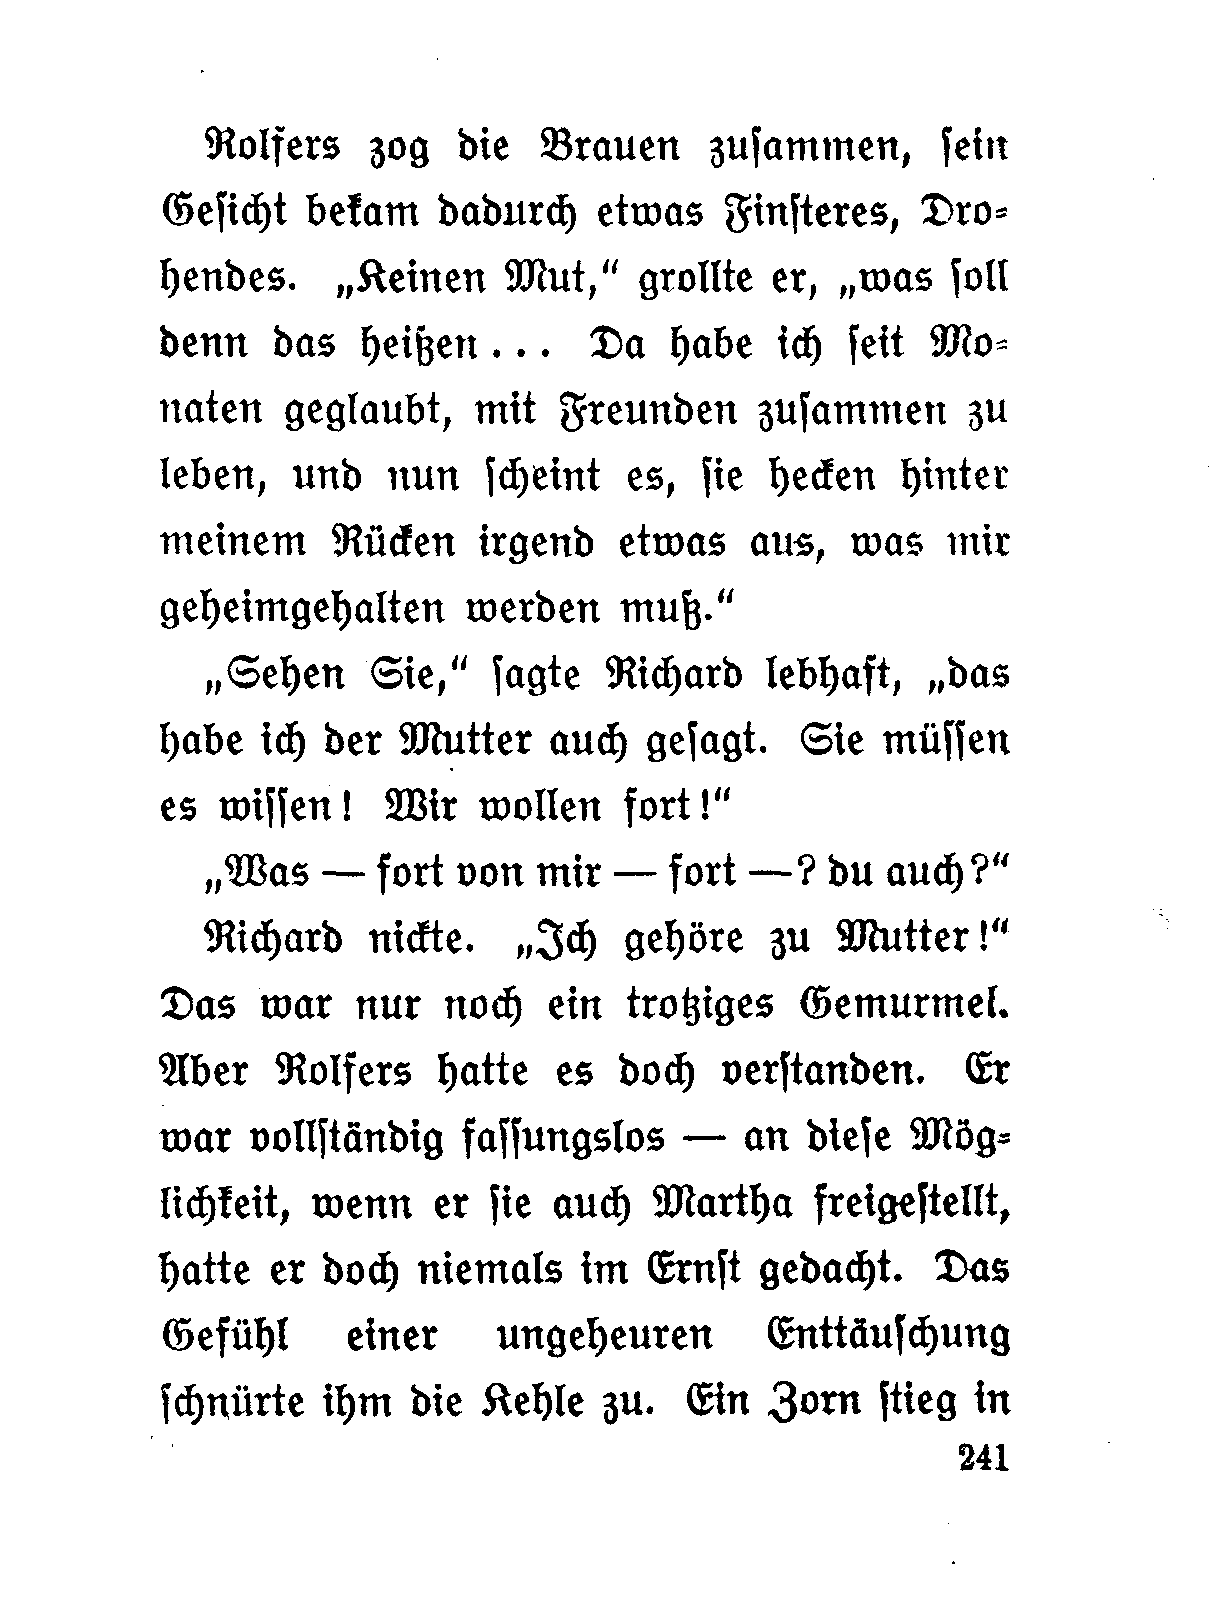 Rolfers zog die Brauen zusammen, sein
Gesicht bekam dadurch etwas Finsteres, Dro-
hendes. „Keinen Mut,“ grollte er, „was soll
denn das heißen... Da habe ich seit Mo-
naten geglaubt, mit Freunden zusammen zu
leben, und nun scheint es, sie hecken hinter
meinem Rücken irgend etwas aus, was mir
geheimgehalten werden muß.“
„Sehen Sie,“ sagte Richard lebhaft, „das
habe ich der Mutter auch gesagt. Sie müssen
es wissen! Wir wollen fort!“
„Was — fort von mir — fort —? du auch?“
Richard nickte. „Ich gehöre zu Mutter!“
Das war nur noch ein trotziges Gemurmel.
Aber Rolfers hatte es doch verstanden. Er
war vollständig fassungslos — an diese Mög-
lichkeit, wenn er sie auch Martha freigestellt,
hatte er doch niemals im Ernst gedacht. Das
Gefühl einer ungeheuren Enttäuschung
schnürte ihm die Kehle zu. Ein Zorn stieg in
241